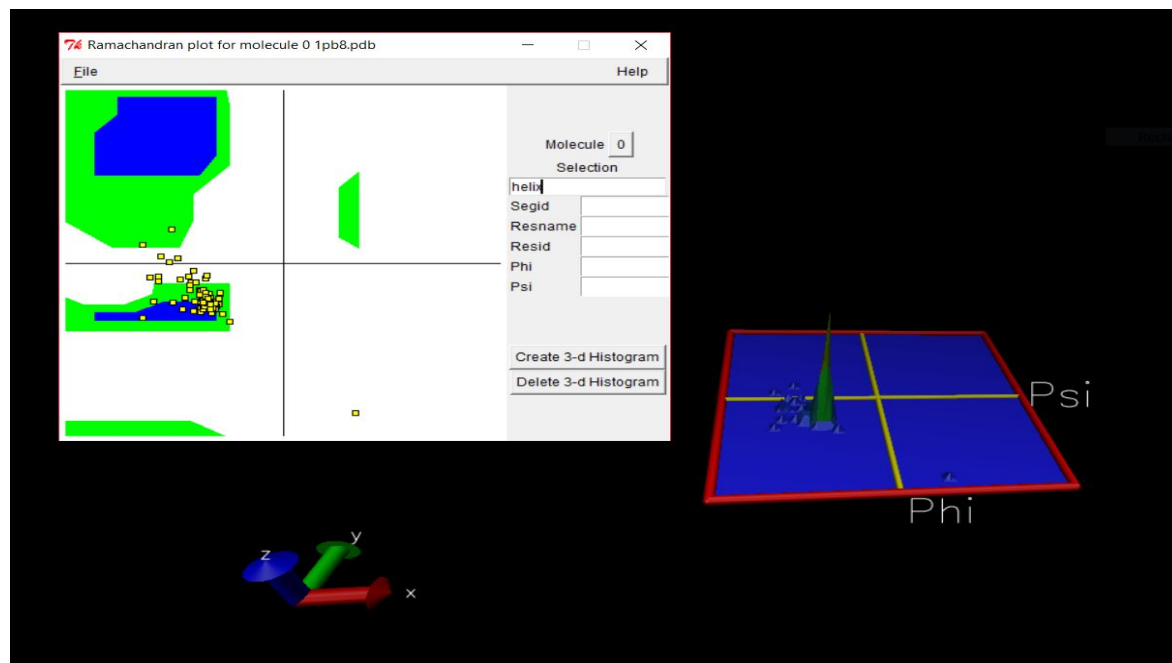 Ramachandran plot for molecule 0 1pb8.pdb
File Help
Molecule 0
Selection
helix
Segid
Resname
Resid
Phi
Psi
Create 3-d Histogram
Delete 3-d Histogram
Psi
Phi
y
z
x